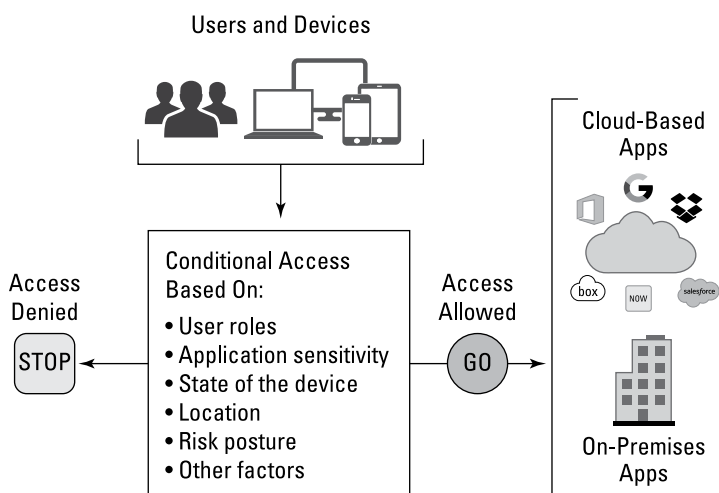 Users and Devices
Cloud-Based
Apps
box
NOW
salesforce
On-Premises
Apps
Conditional Access
Based On:
• User roles
• Application sensitivity
• State of the device
• Location
• Risk posture
• Other factors
Access
Denied
STOP
Access
Allowed
GO